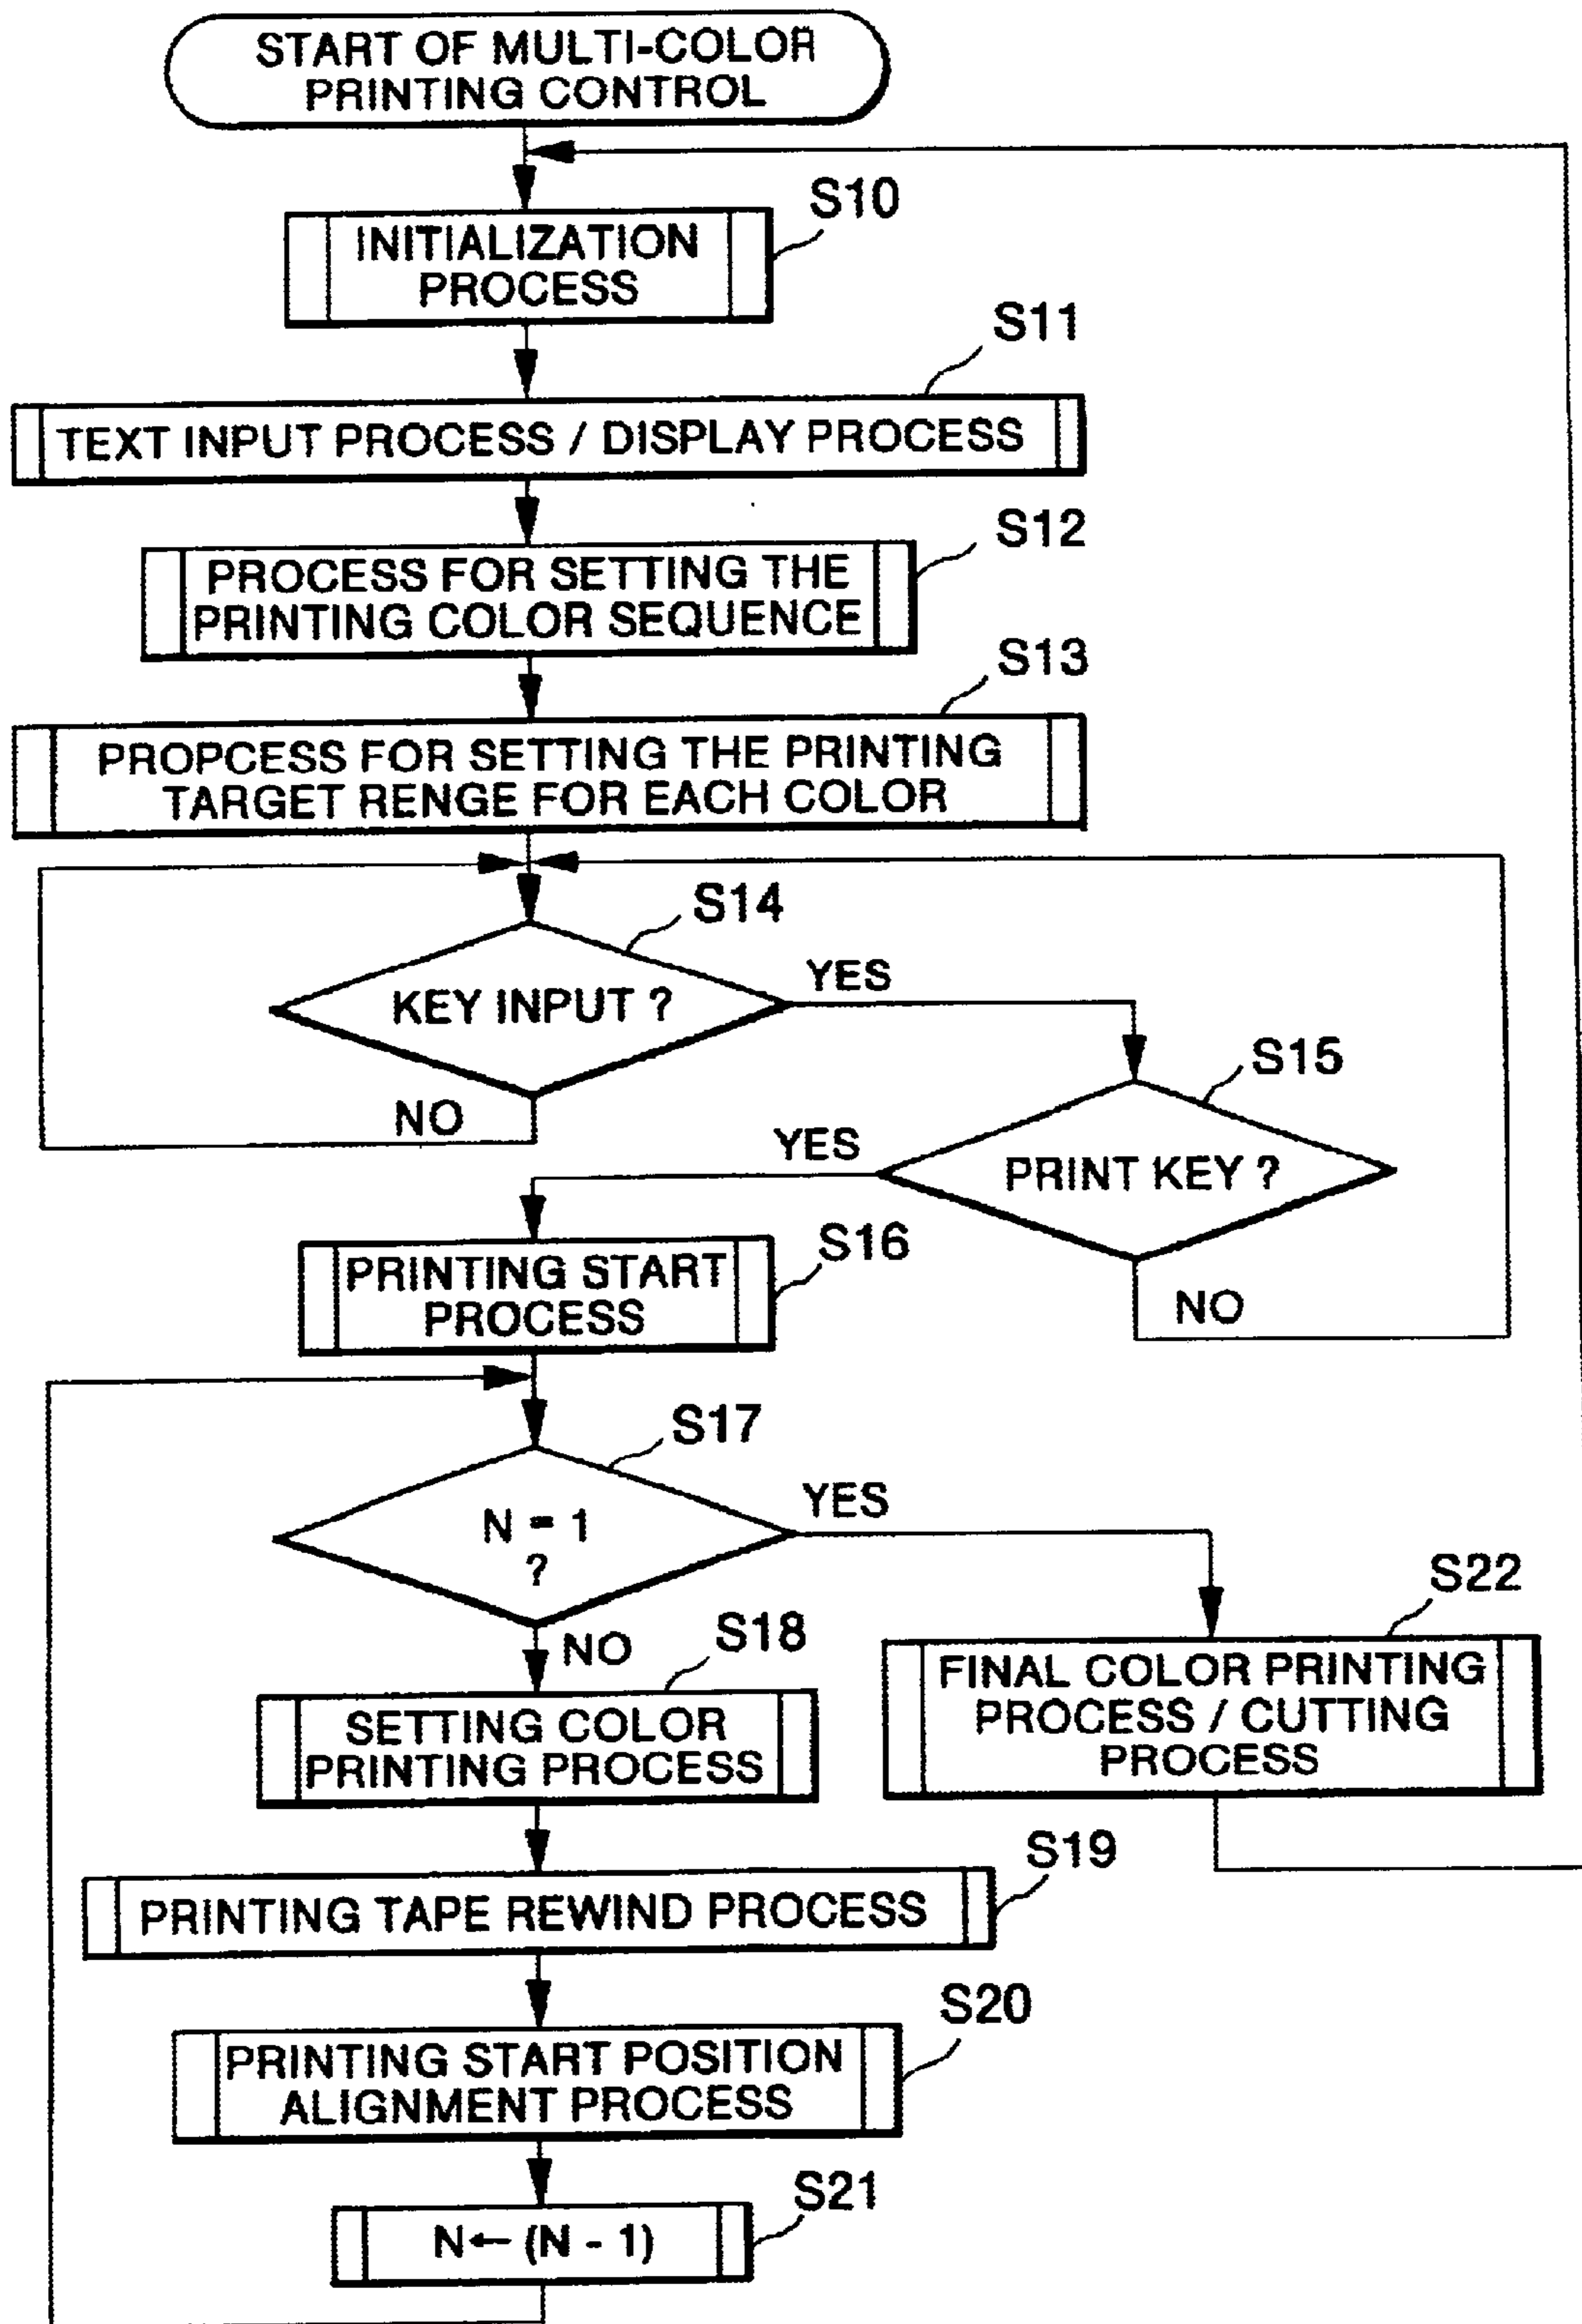 START OF MULTI-COLOR
PRINTING CONTROL
S10
INITIALIZATION
PROCESS
S11
TEXT INPUT PROCESS / DISPLAY PROCESS
S12
PROCESS FOR SETTING THE
PRINTING COLOR SEQUENCE
S13
PROPCESS FOR SETTING THE PRINTING
TARGET RENGE FOR EACH COLOR
S14
KEY INPUT ?
YES
NO
S15
PRINT KEY ?
YES
NO
S16
PRINTING START
PROCESS
S17
N = 1
?
YES
NO
S18
SETTING COLOR
PRINTING PROCESS
S22
FINAL COLOR PRINTING
PROCESS / CUTTING
PROCESS
S19
PRINTING TAPE REWIND PROCESS
S20
PRINTING START POSITION
ALIGNMENT PROCESS
S21
N ← (N - 1)